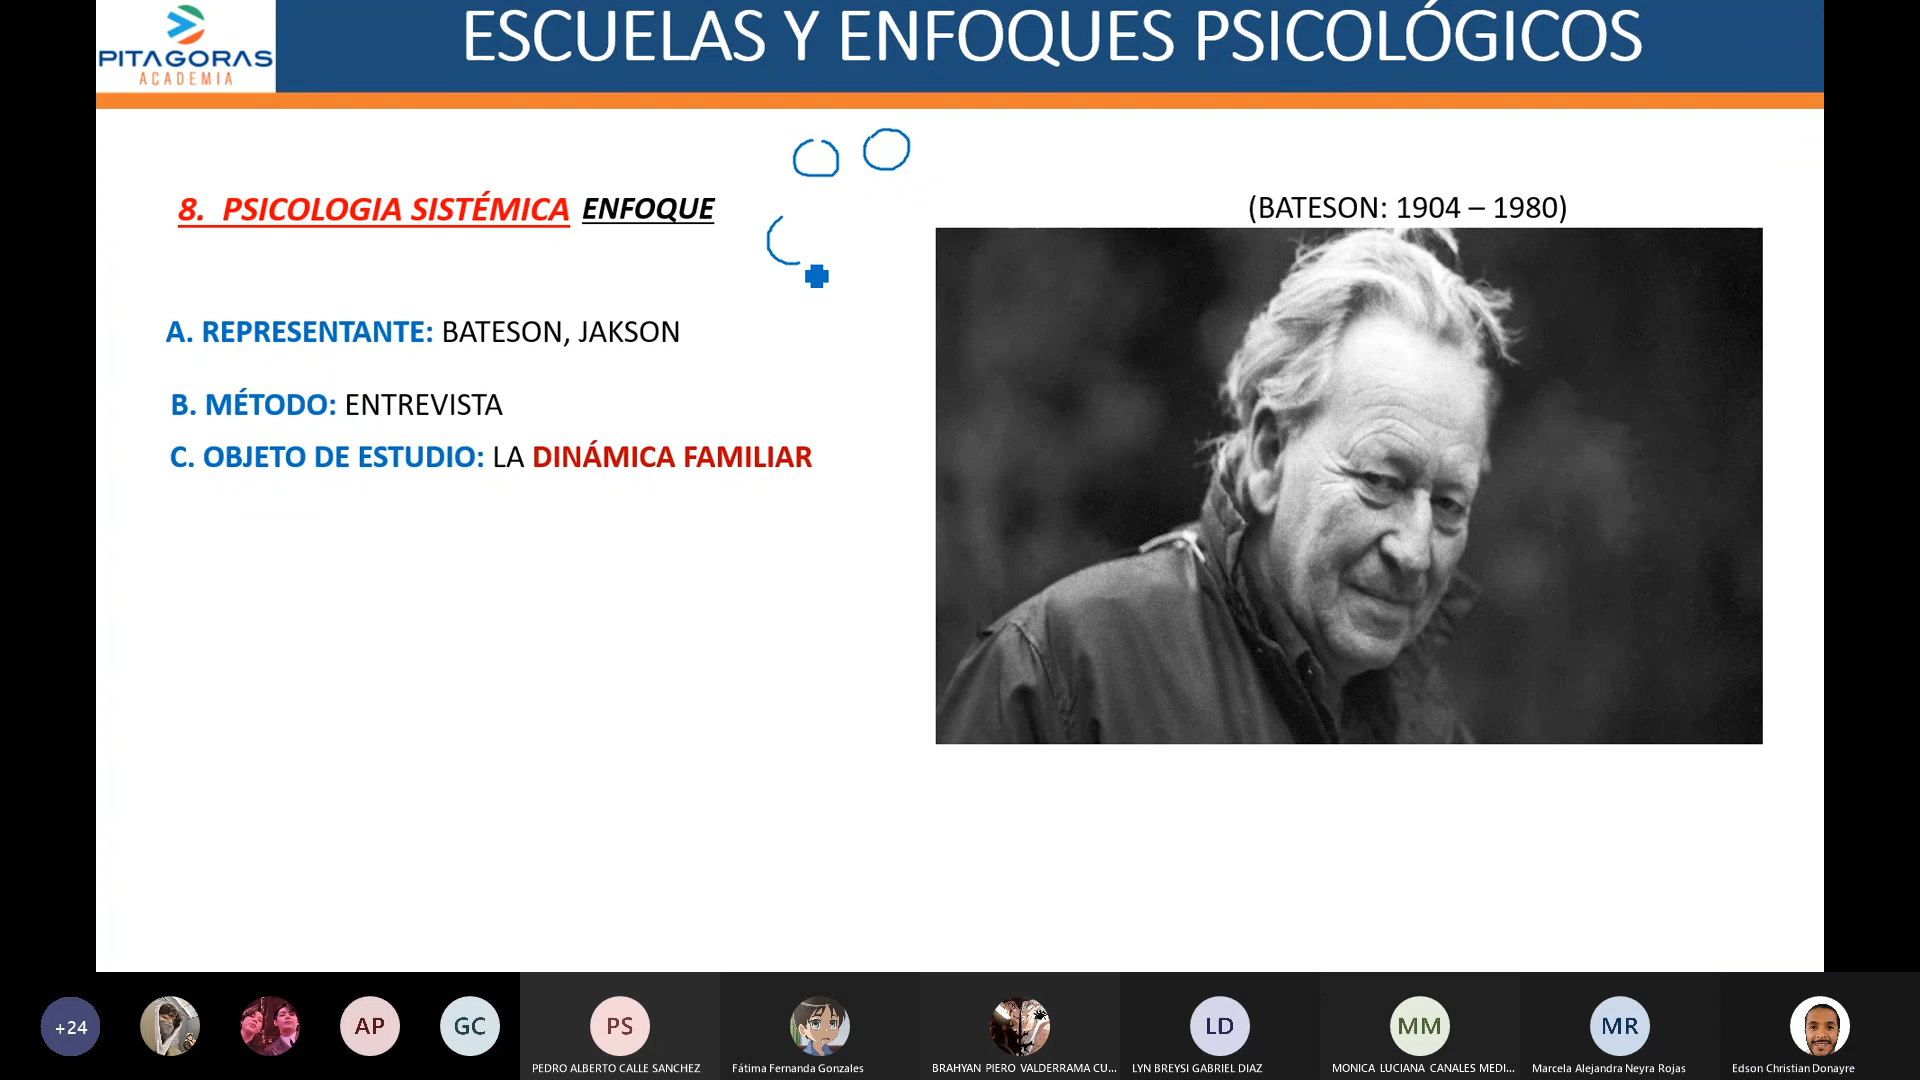 PITAGORAS
ACADEMIA
ESCUELAS Y ENFOQUES PSICOLÓGICOS
8. PSICOLOGIA SISTÉMICA ENFOQUE
(BATESON: 1904 – 1980)
A. REPRESENTANTE: BATESON, JAKSON
B. MÉTODO: ENTREVISTA
C. OBJETO DE ESTUDIO: LA DINÁMICA FAMILIAR
+24
AP
GC
PS
LD
MM
MR
PEDRO ALBERTO CALLE SANCHEZ
Fátima Fernanda Gonzales
BRAHYAN PIERO VALDERRAMA CU...
LYN BREYSI GABRIEL DIAZ
MONICA LUCIANA CANALES MEDI...
Marcela Alejandra Neyra Rojas
Edson Christian Donayre